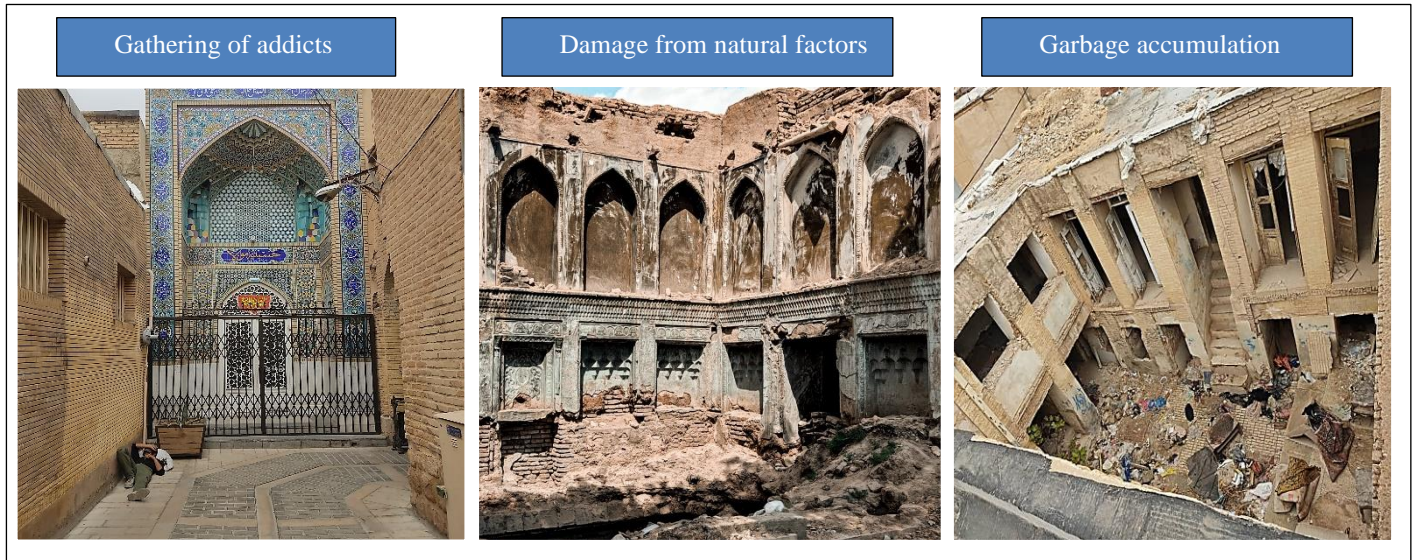 Gathering of addicts
Damage from natural factors
Garbage accumulation